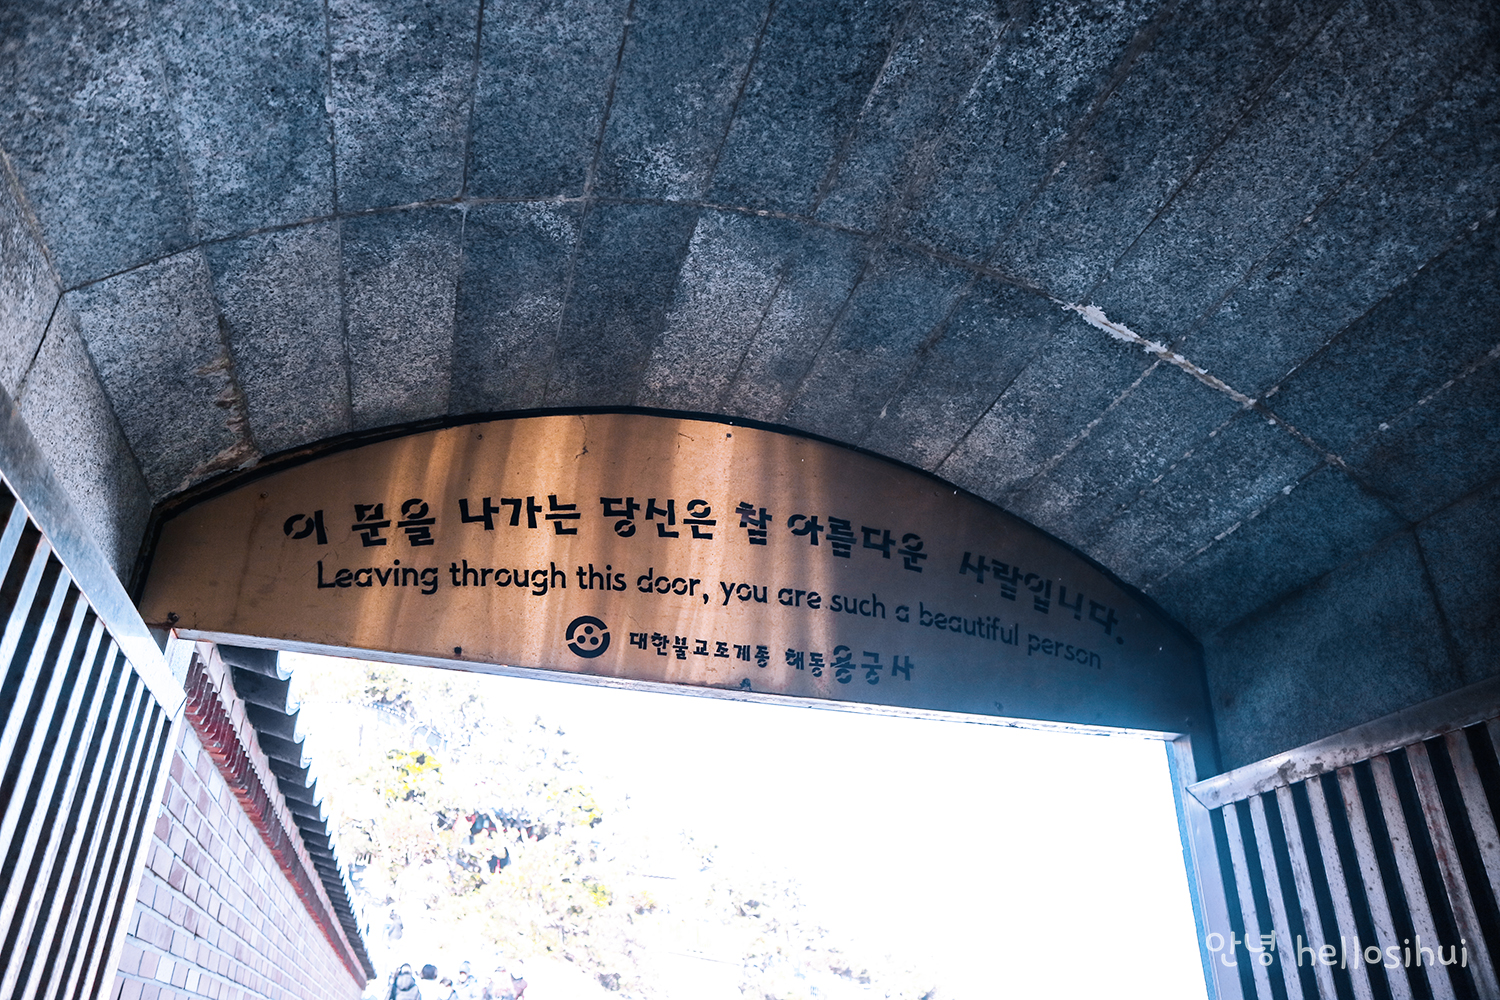 이 문을 나가는 당신은 참 아름다운 사람입니다.
Leaving through this door, you are such a beautiful person
대한불교조계종 해동용궁사
안녕 hellosihui